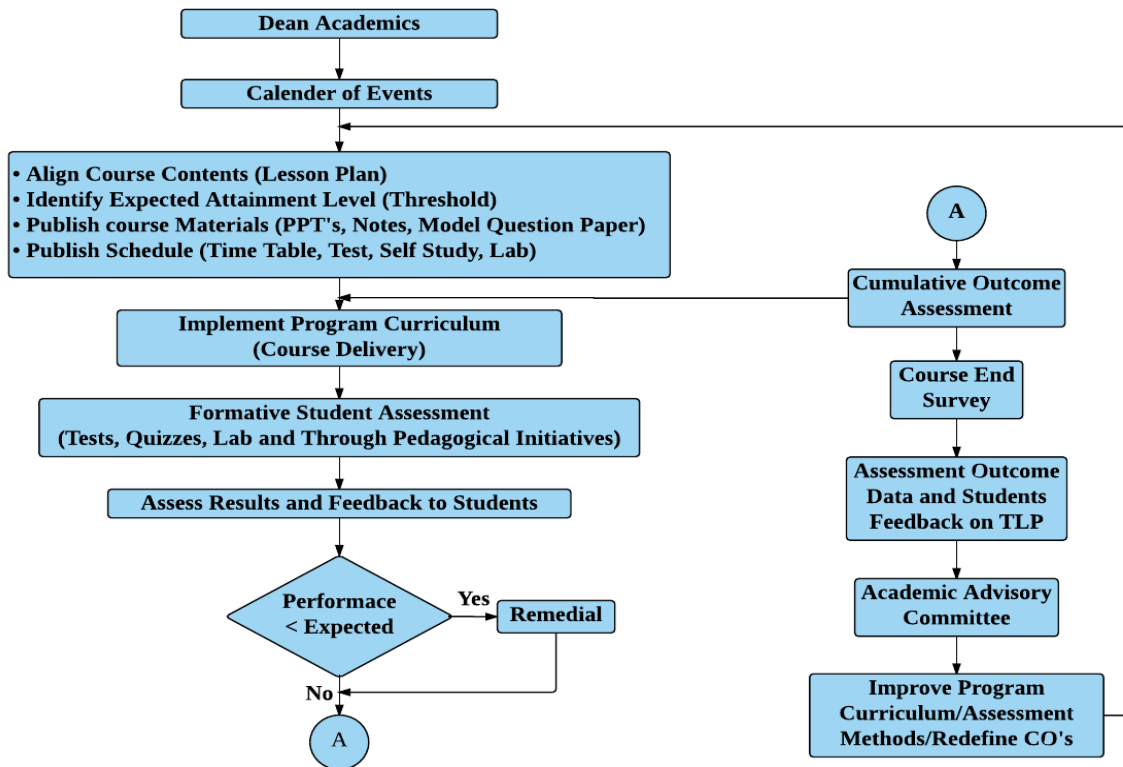 Dean Academics
Calender of Events
• Align Course Contents (Lesson Plan)
• Identify Expected Attainment Level (Threshold)
• Publish course Materials (PPT's, Notes, Model Question Paper)
• Publish Schedule (Time Table, Test, Self Study, Lab)
Implement Program Curriculum
(Course Delivery)
Formative Student Assessment
(Tests, Quizzes, Lab and Through Pedagogical Initiatives)
Assess Results and Feedback to Students
Performace
< Expected
Yes
Remedial
No
A
A
Cumulative Outcome
Assessment
Course End
Survey
Assessment Outcome
Data and Students
Feedback on TLP
Academic Advisory
Committee
Improve Program
Curriculum/Assessment
Methods/Redefine CO's